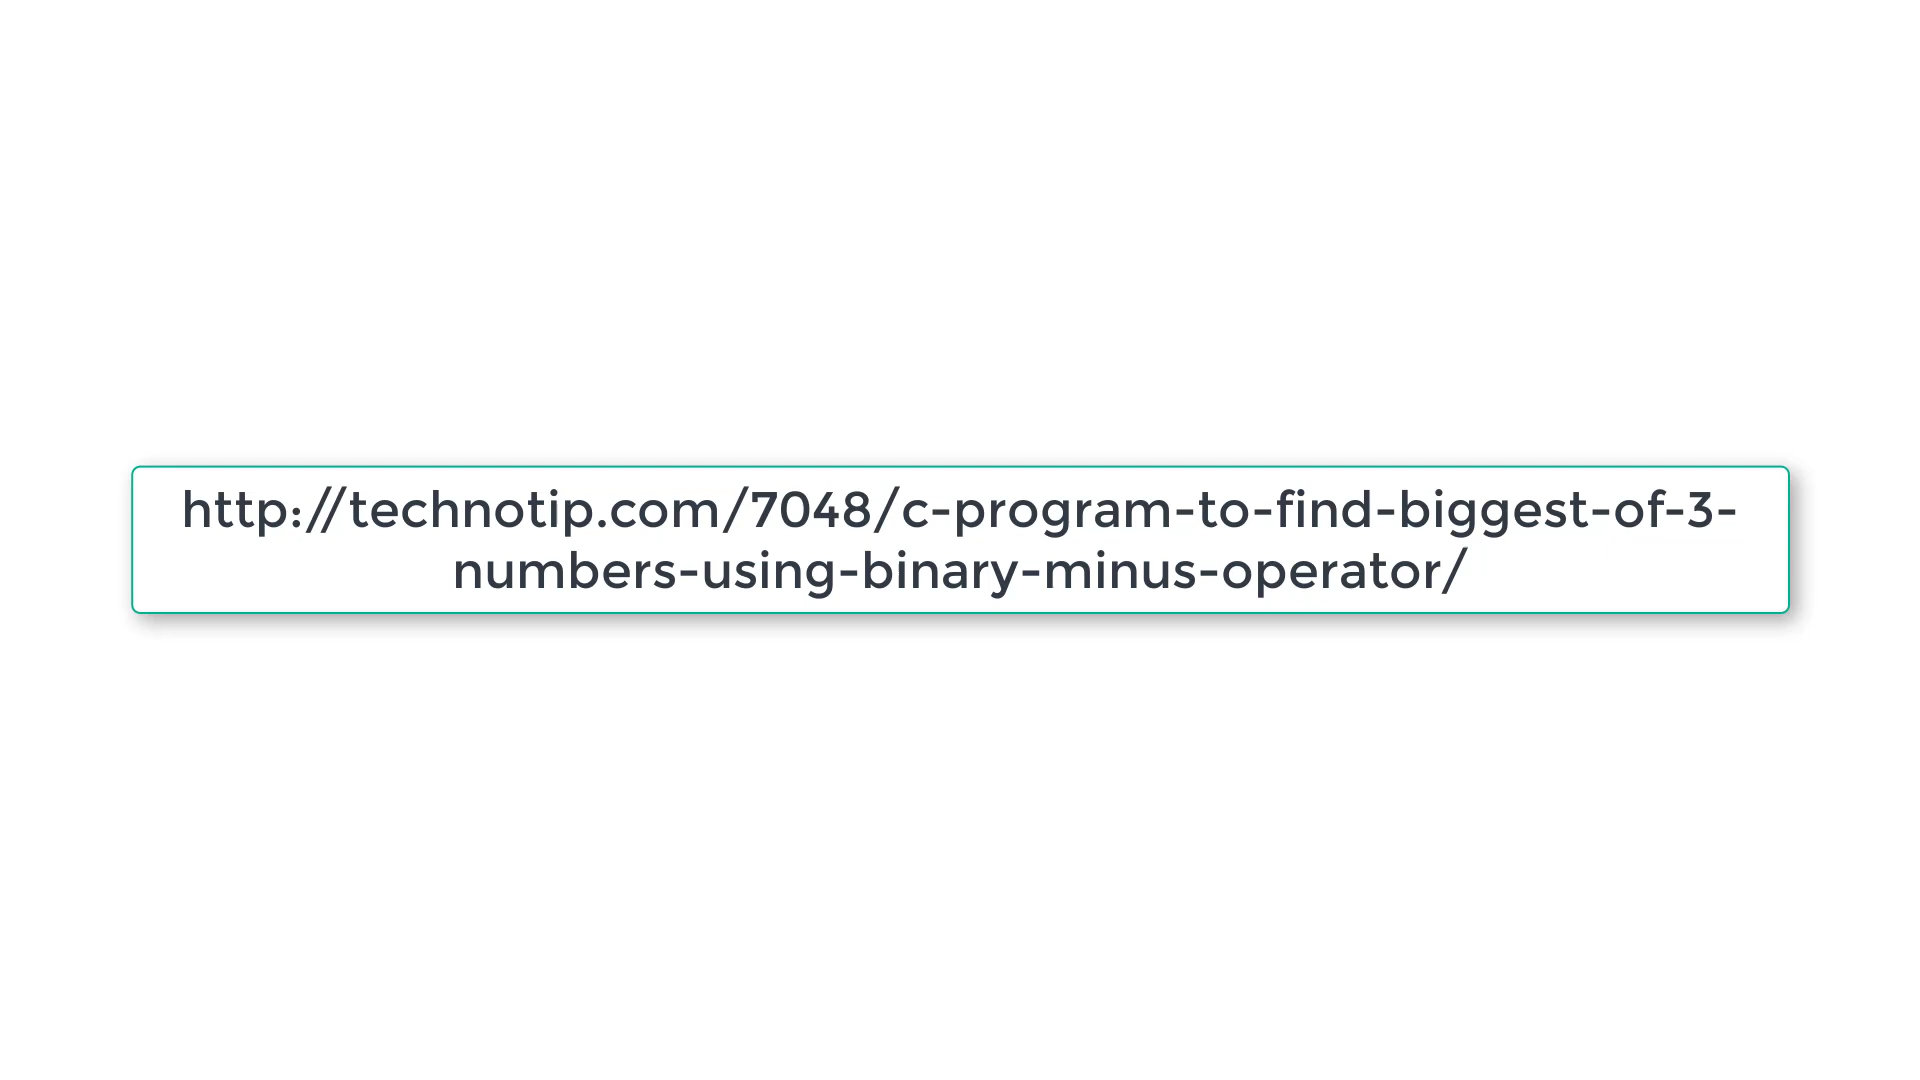 http://technotip.com/7048/c-program-to-find-biggest-of-3-
numbers-using-binary-minus-operator/